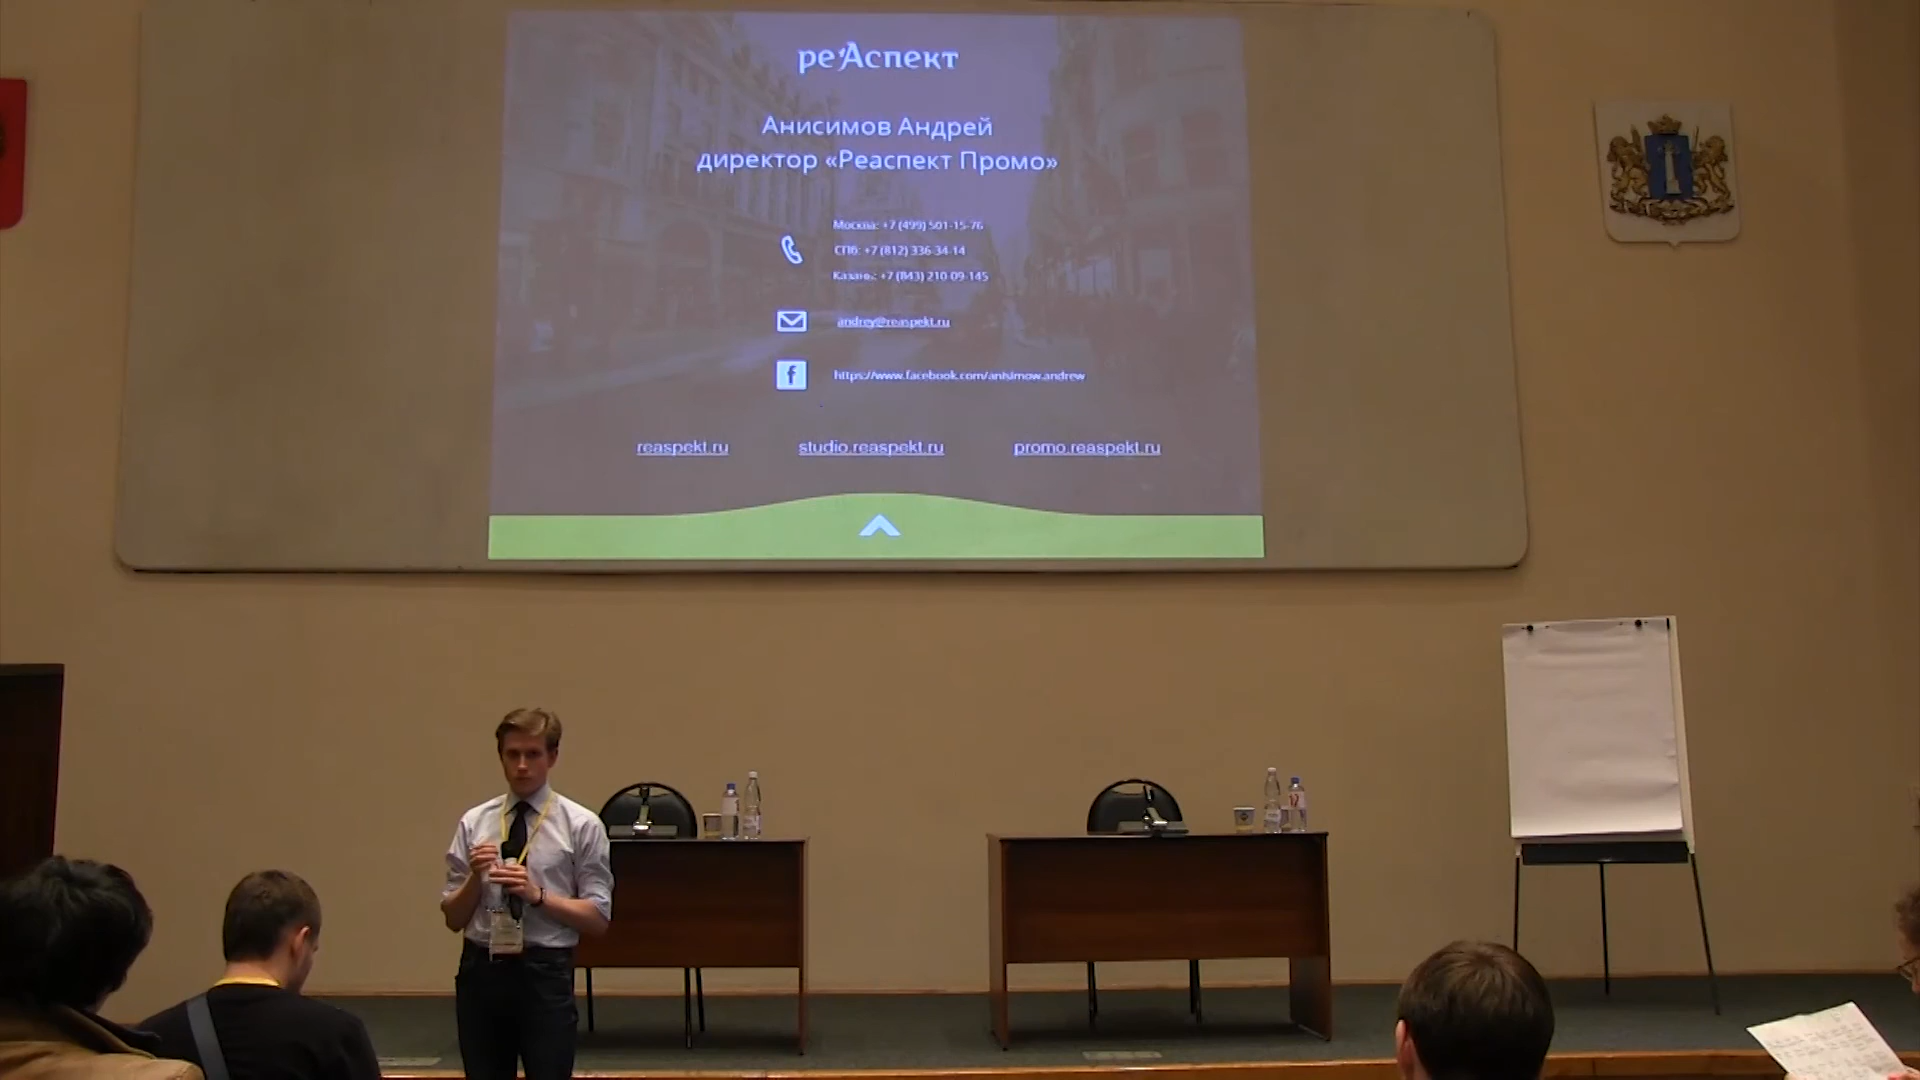 реАспект
Анисимов Андрей
директор «Реаспект Промо»
Москва: +7 (499) 501-15-76
СПб: +7 (812) 336-34-14
Казань: +7 (843) 210-09-145
andrey@reaspekt.ru
https://www.facebook.com/anisimow.andrew
reaspekt.ru studio.reaspekt.ru promo.reaspekt.ru